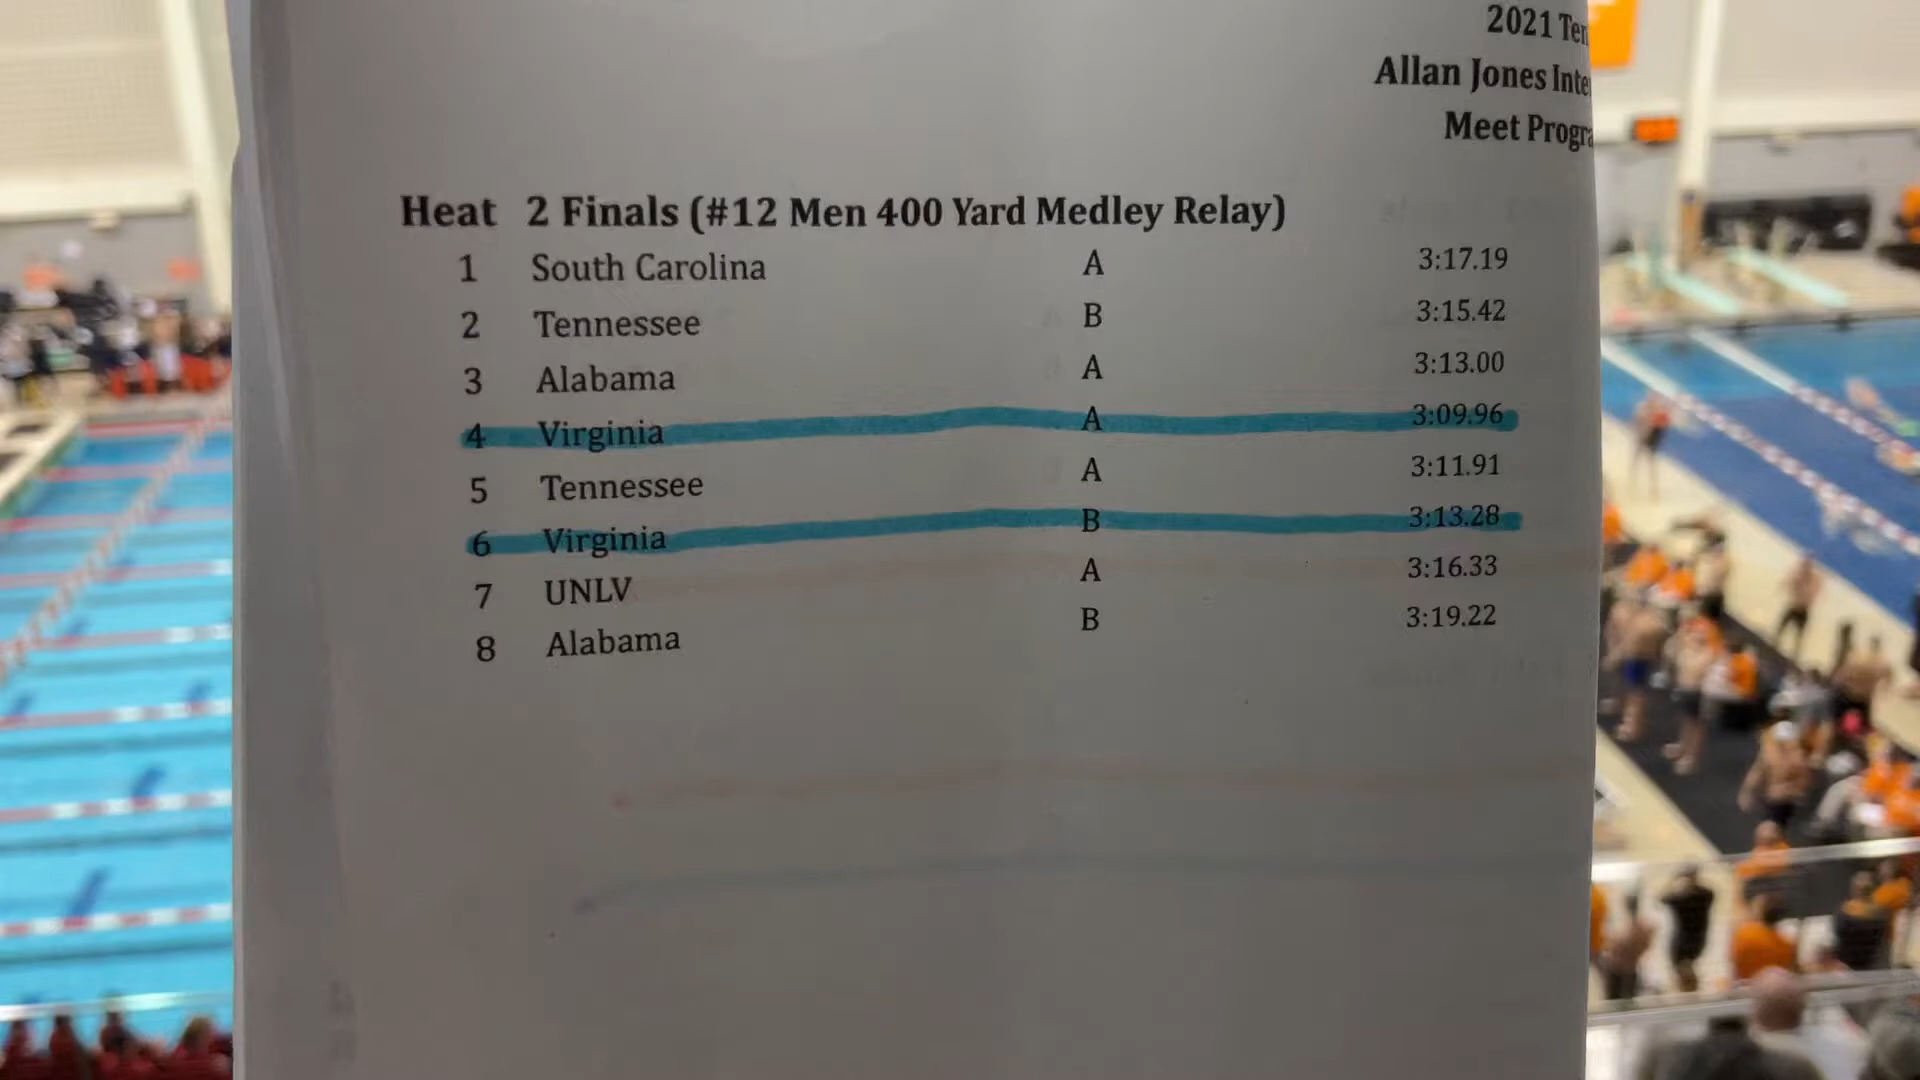 2021 Ten
Allan Jones Inte
Meet Progra
Heat 2 Finals (#12 Men 400 Yard Medley Relay)
1 South Carolina A 3:17.19
2 Tennessee B 3:15.42
3 Alabama A 3:13.00
4 Virginia A 3:09.96
5 Tennessee A 3:11.91
6 Virginia B 3:13.28
7 UNLV A 3:16.33
8 Alabama B 3:19.22